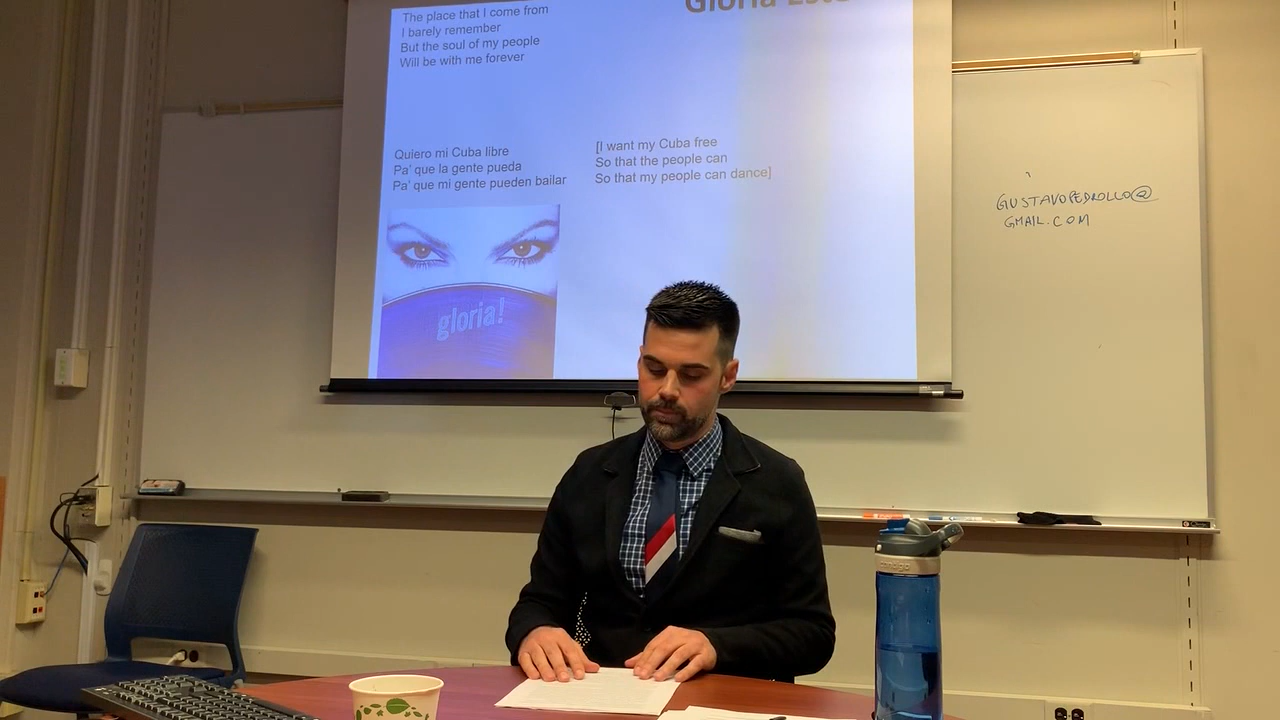 Gloria Este
The place that I come from
I barely remember
But the soul of my people
Will be with me forever
Quiero mi Cuba libre
Pa' que la gente pueda
Pa' que mi gente pueden bailar
[I want my Cuba free
So that the people can
So that my people can dance]
gloria!
GUSTAVOPEDROLLO@
GMAIL.COM
contigo